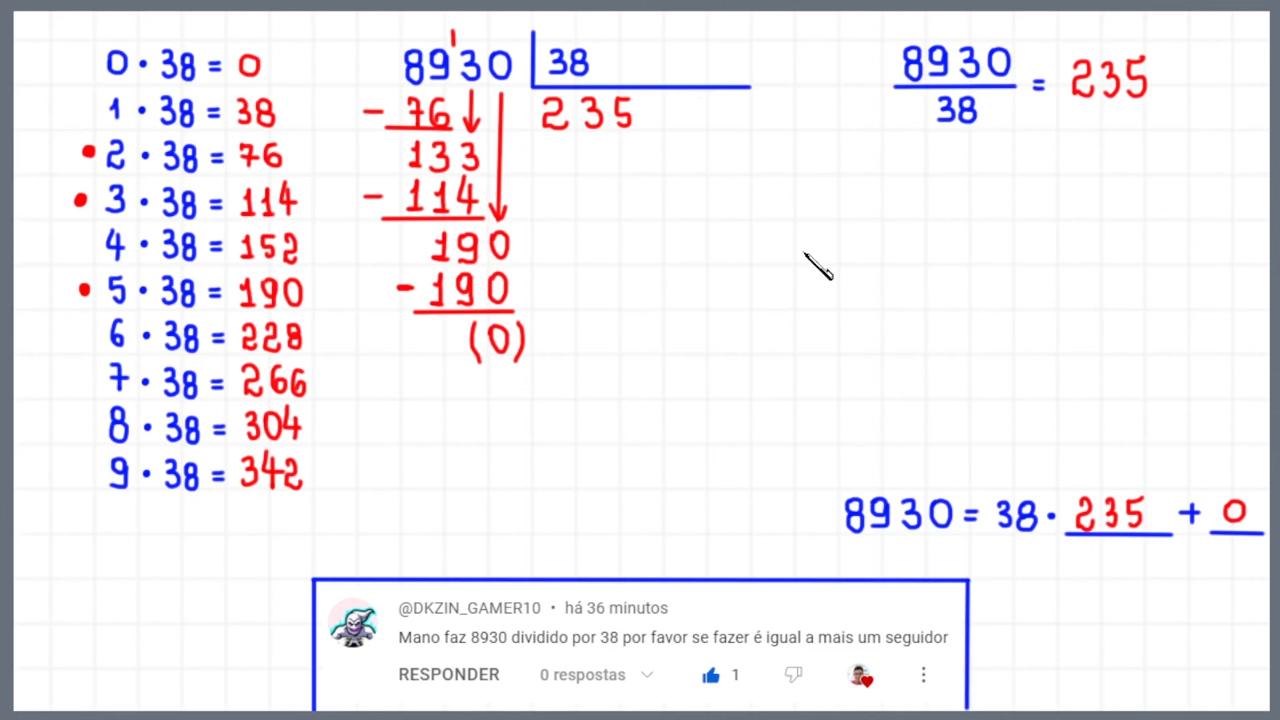 0 · 38 = 0
1 · 38 = 38
2 · 38 = 76
3 · 38 = 114
4 · 38 = 152
5 · 38 = 190
6 · 38 = 228
7 · 38 = 266
8 · 38 = 304
9 · 38 = 342
1
8930 38
- 76 235
133
- 114
190
- 190
(0)
8930
= 235
38
8930 = 38 · 235 + 0
@DKZIN_GAMER10 • há 36 minutos
Mano faz 8930 dividido por 38 por favor se fazer é igual a mais um seguidor
RESPONDER 0 respostas 1